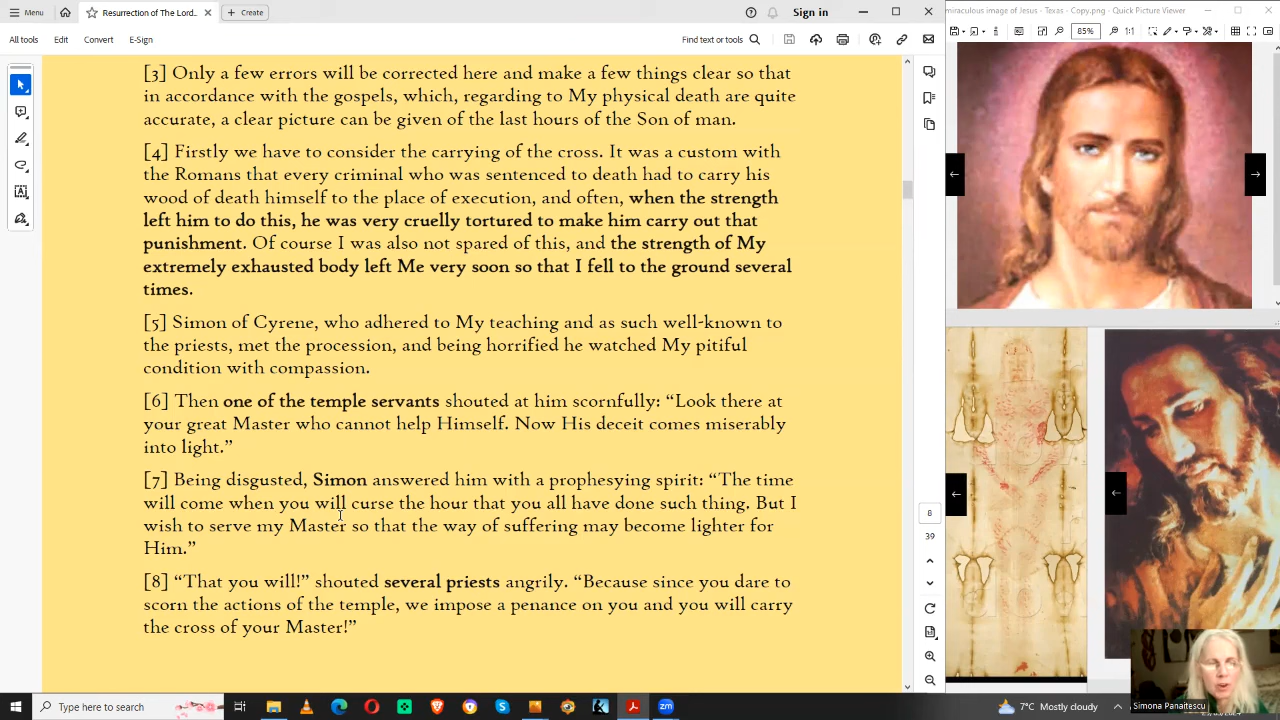 Menu
Resurrection of The Lord...
Create
Sign in
All tools
Edit
Convert
E-Sign
Find text or tools
[3] Only a few errors will be corrected here and make a few things clear so that
in accordance with the gospels, which, regarding to My physical death are quite
accurate, a clear picture can be given of the last hours of the Son of man.
[4] Firstly we have to consider the carrying of the cross. It was a custom with
the Romans that every criminal who was sentenced to death had to carry his
wood of death himself to the place of execution, and often, when the strength
left him to do this, he was very cruelly tortured to make him carry out that
punishment. Of course I was also not spared of this, and the strength of My
extremely exhausted body left Me very soon so that I fell to the ground several
times.
[5] Simon of Cyrene, who adhered to My teaching and as such well-known to
the priests, met the procession, and being horrified he watched My pitiful
condition with compassion.
[6] Then one of the temple servants shouted at him scornfully: “Look there at
your great Master who cannot help Himself. Now His deceit comes miserably
into light.”
[7] Being disgusted, Simon answered him with a prophesying spirit: “The time
will come when you will curse the hour that you all have done such thing. But I
wish to serve my Master so that the way of suffering may become lighter for
Him.”
[8] “That you will!” shouted several priests angrily. “Because since you dare to
scorn the actions of the temple, we impose a penance on you and you will carry
the cross of your Master!”
8
39
miraculous image of Jesus - Texas - Copy.png - Quick Picture Viewer
85%
1:1
Type here to search
7°C Mostly cloudy
Simona Panaitescu